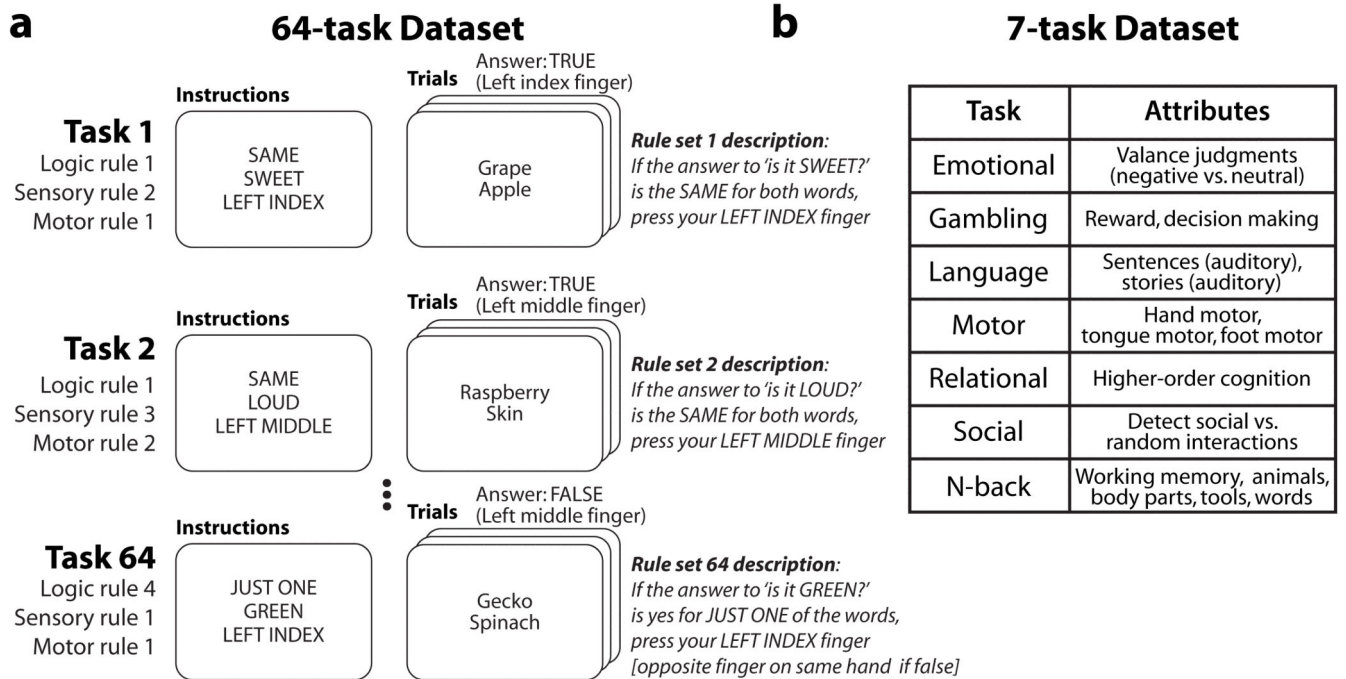 a
64-task Dataset
Task 1
Logic rule 1
Sensory rule 2
Motor rule 1
Instructions
SAME
SWEET
LEFT INDEX
Trials
Answer: TRUE
(Left index finger)
Grape
Apple
Rule set 1 description:
If the answer to 'is it SWEET?'
is the SAME for both words,
press your LEFT INDEX finger
Task 2
Logic rule 1
Sensory rule 3
Motor rule 2
Instructions
SAME
LOUD
LEFT MIDDLE
Trials
Answer: TRUE
(Left middle finger)
Raspberry
Skin
Rule set 2 description:
If the answer to 'is it LOUD?'
is the SAME for both words,
press your LEFT MIDDLE finger
Task 64
Logic rule 4
Sensory rule 1
Motor rule 1
Instructions
JUST ONE
GREEN
LEFT INDEX
Trials
Answer: FALSE
(Left middle finger)
Gecko
Spinach
Rule set 64 description:
If the answer to 'is it GREEN?'
is yes for JUST ONE of the words,
press your LEFT INDEX finger
[opposite finger on same hand if false]
b
7-task Dataset
Task Attributes
Emotional Valance judgments
(negative vs. neutral)
Gambling Reward, decision making
Language Sentences (auditory),
stories (auditory)
Motor Hand motor,
tongue motor, foot motor
Relational Higher-order cognition
Social Detect social vs.
random interactions
N-back Working memory, animals,
body parts, tools, words